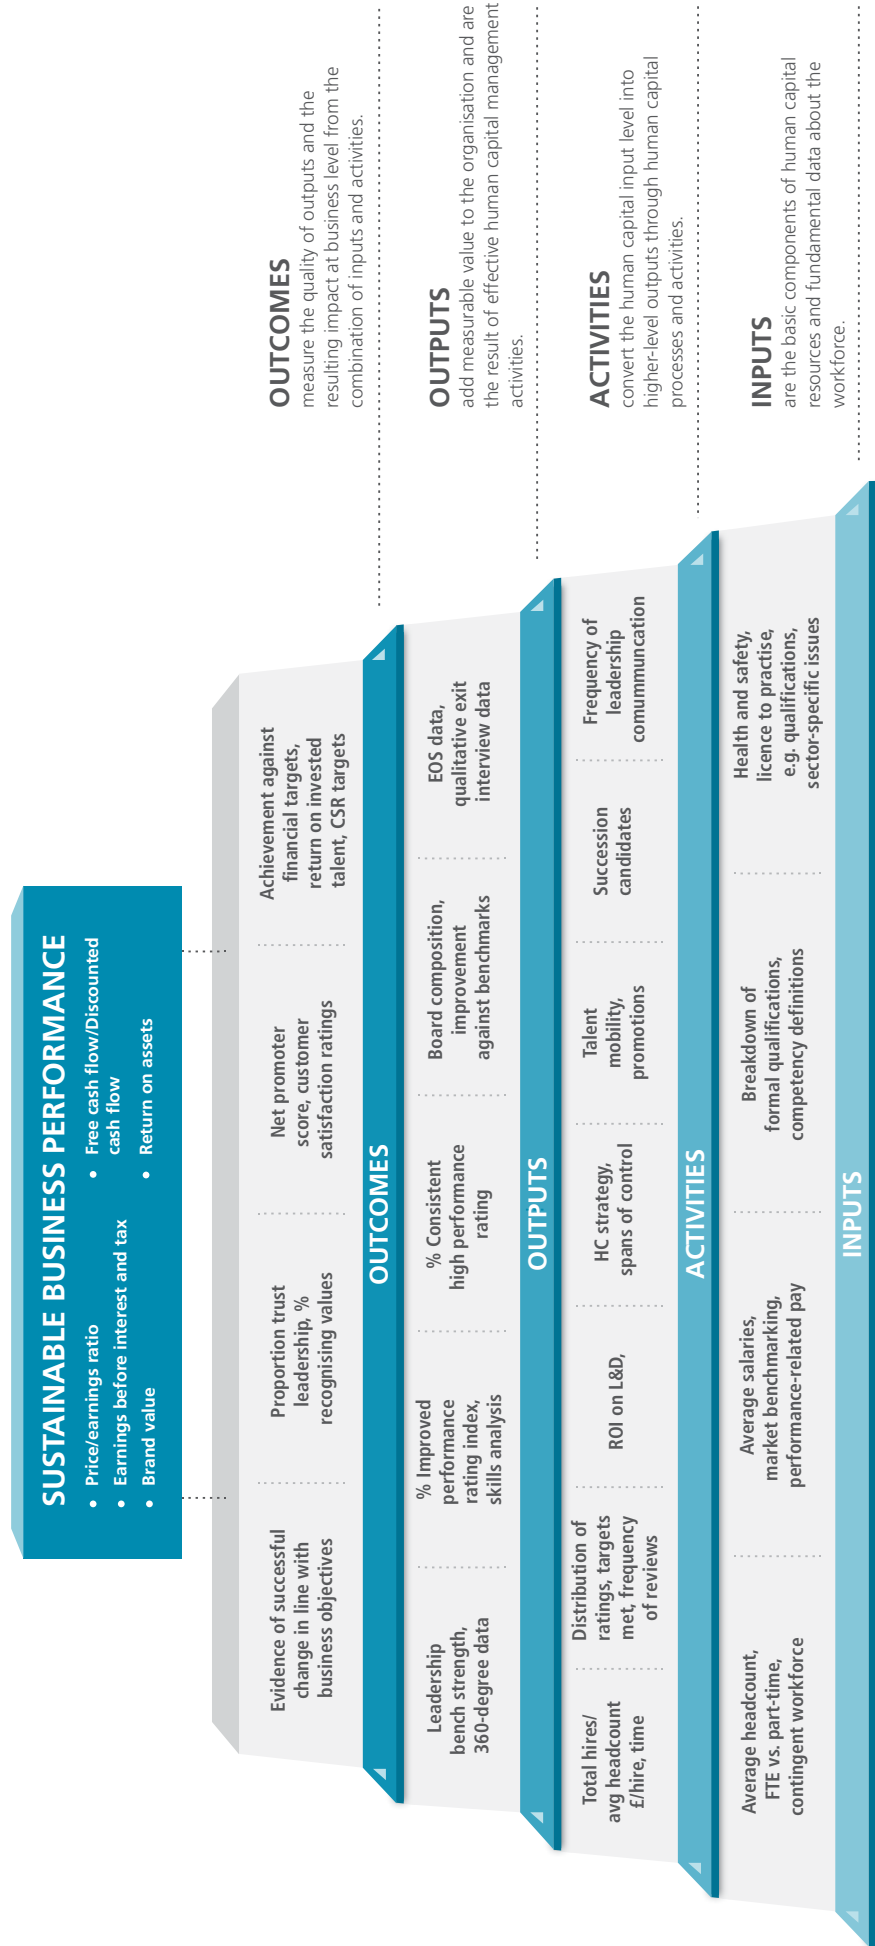 SUSTAINABLE BUSINESS PERFORMANCE
• Price/earnings ratio
• Earnings before interest and tax
• Brand value
• Free cash flow/Discounted
cash flow
• Return on assets
Evidence of successful
change in line with
business objectives
Proportion trust
leadership, %
recognising values
Net promoter
score, customer
satisfaction ratings
Achievement against
financial targets,
return on invested
talent, CSR targets
OUTCOMES
OUTCOMES
measure the quality of outputs and the
resulting impact at business level from the
combination of inputs and activities.
Leadership
bench strength,
360-degree data
% Improved
performance
rating index,
skills analysis
% Consistent
high performance
rating
Board composition,
improvement
against benchmarks
EOS data,
qualitative exit
interview data
OUTPUTS
OUTPUTS
add measurable value to the organisation and are
the result of effective human capital management
activities.
Total hires/
avg headcount
£/hire, time
Distribution of
ratings, targets
met, frequency
of reviews
ROI on L&D,
HC strategy,
spans of control
Talent
mobility,
promotions
Succession
candidates
Frequency of
leadership
comummuncation
ACTIVITIES
ACTIVITIES
convert the human capital input level into
higher-level outputs through human capital
processes and activities.
Average headcount,
FTE vs. part-time,
contingent workforce
Average salaries,
market benchmarking,
performance-related pay
Breakdown of
formal qualifications,
competency definitions
Health and safety,
licence to practise,
e.g. qualifications,
sector-specific issues
INPUTS
INPUTS
are the basic components of human capital
resources and fundamental data about the
workforce.